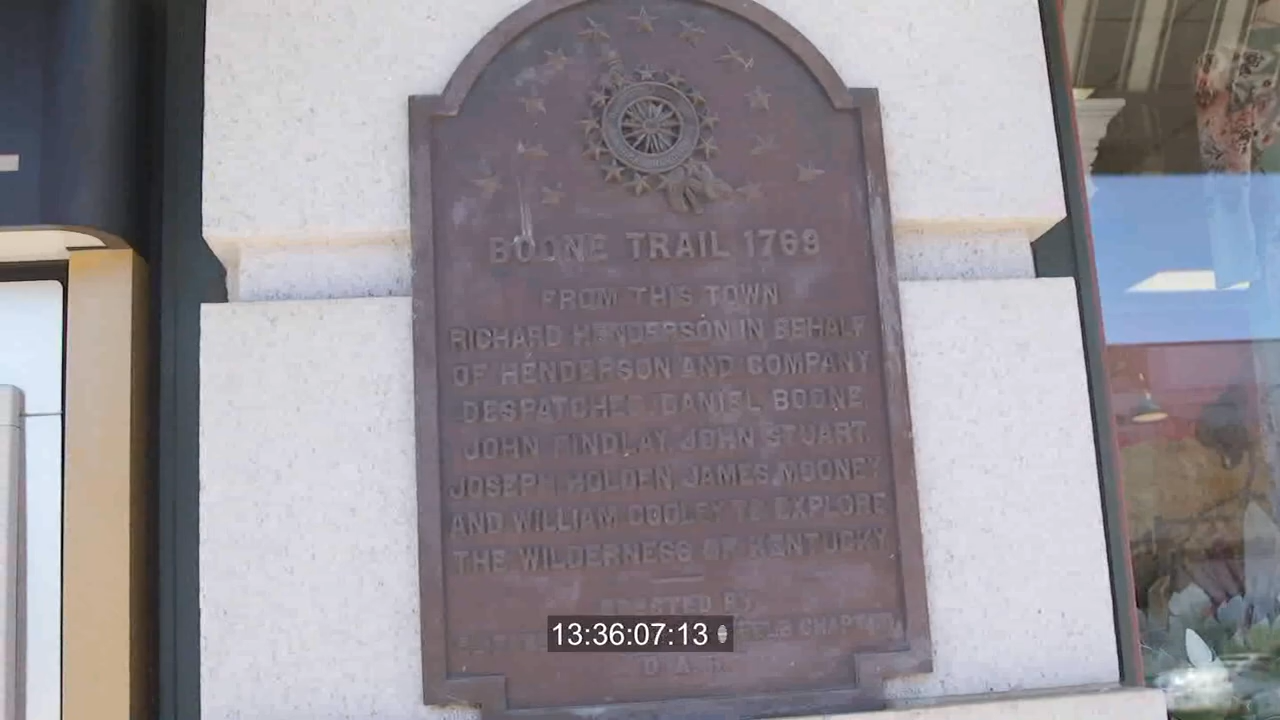 BOONE TRAIL 1769
FROM THIS TOWN
RICHARD HENDERSON IN BEHALF
OF HENDERSON AND COMPANY
DESPATCHED DANIEL BOONE,
JOHN FINDLAY, JOHN STUART,
JOSEPH HOLDEN, JAMES MOONEY
AND WILLIAM COOLEY TO EXPLORE
THE WILDERNESS OF KENTUCKY
ERECTED BY
CHAPTER
13:36:07:13
D. A. R.